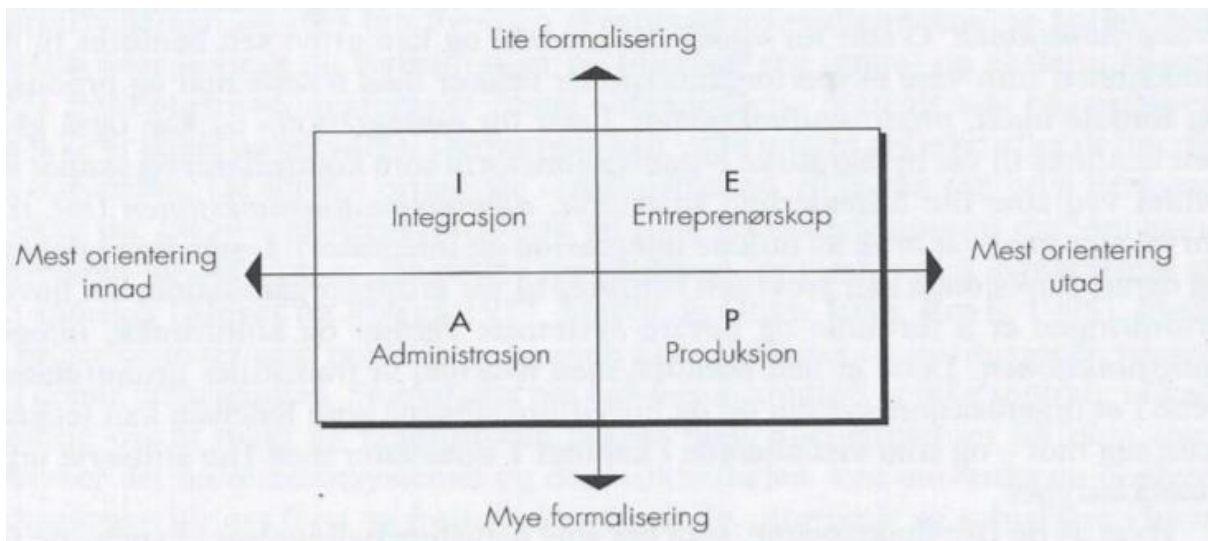 Lite formalisering
I
Integrasjon
E
Entreprenørskap
Mest orientering
innad
Mest orientering
utad
A
Administrasjon
P
Produksjon
Mye formalisering